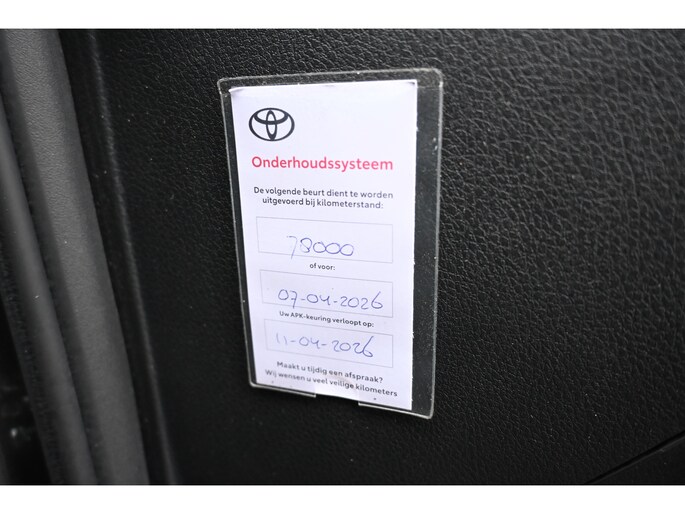 Onderhoudssysteem
De volgende beurt dient te worden
uitgevoerd bij kilometerstand:
78000
of voor:
07-04-2026
Uw APK-keuring verloopt op:
11-04-2026
Maakt u tijdig een afspraak?
Wij wensen u veel veilige kilometers